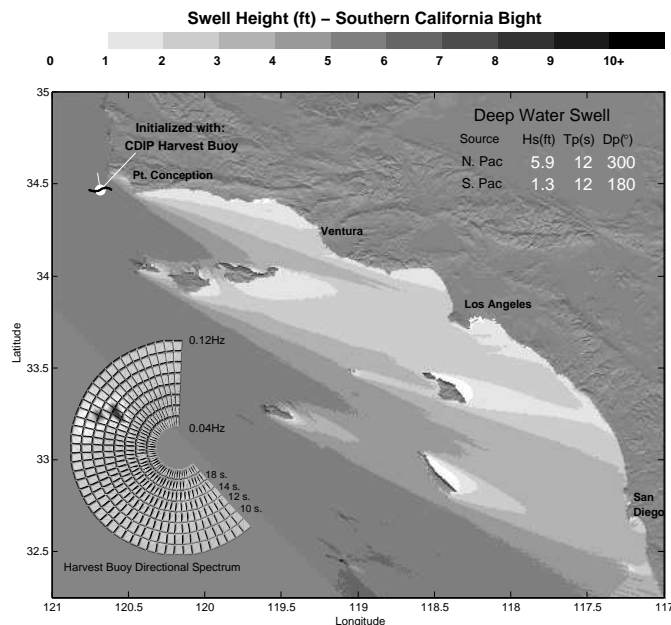 Swell Height (ft) – Southern California Bight
0 1 2 3 4 5 6 7 8 9 10+
35
34.5
34
33.5
33
32.5
Latitude
Initialized with:
CDIP Harvest Buoy
Pt. Conception
Deep Water Swell
Source Hs(ft) Tp(s) Dp(°)
N. Pac 5.9 12 300
S. Pac 1.3 12 180
Ventura
Los Angeles
San
Diego
0.12Hz
0.04Hz
18 s.
14 s.
12 s.
10 s.
Harvest Buoy Directional Spectrum
121 120.5 120 119.5 119 118.5 118 117.5 117
Longitude